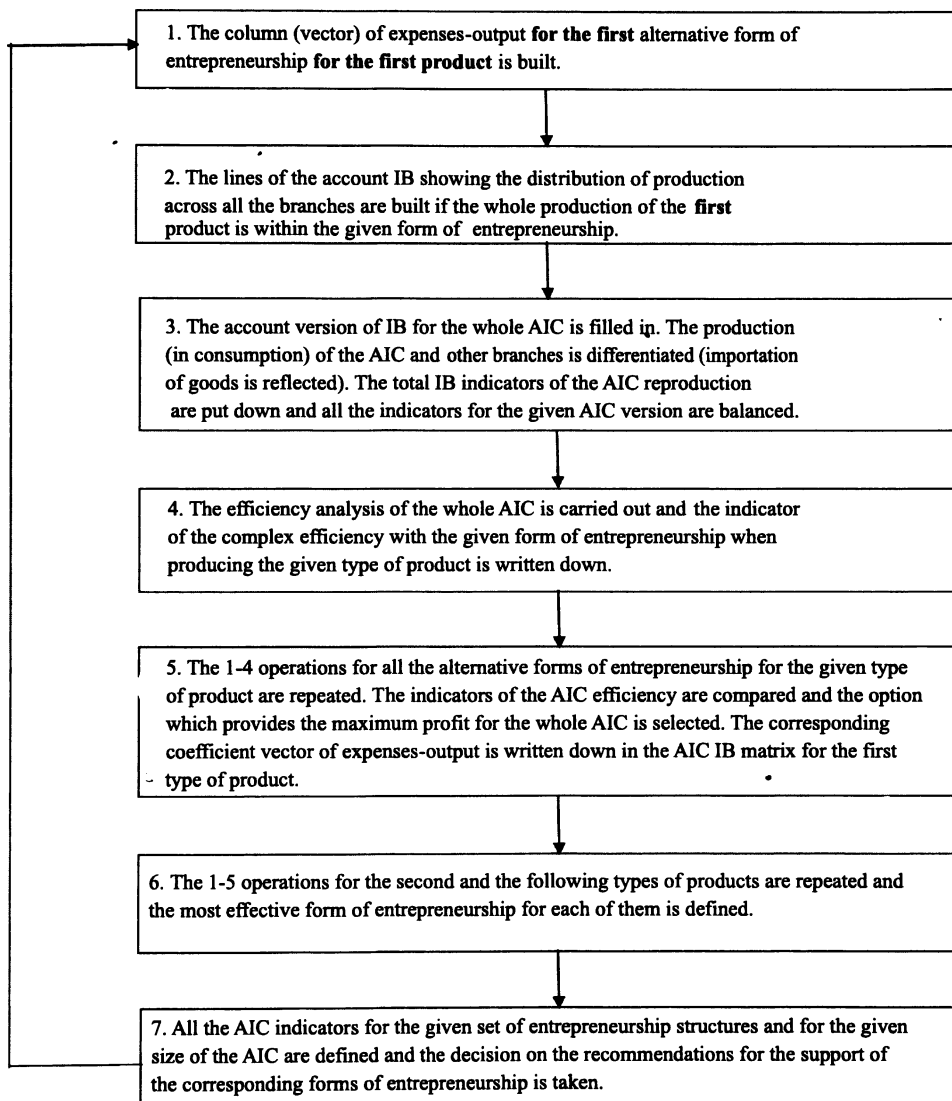 1. The column (vector) of expenses-output for the first alternative form of
entrepreneurship for the first product is built.
2. The lines of the account IB showing the distribution of production
across all the branches are built if the whole production of the first
product is within the given form of entrepreneurship.
3. The account version of IB for the whole AIC is filled in. The production
(in consumption) of the AIC and other branches is differentiated (importation
of goods is reflected). The total IB indicators of the AIC reproduction
are put down and all the indicators for the given AIC version are balanced.
4. The efficiency analysis of the whole AIC is carried out and the indicator
of the complex efficiency with the given form of entrepreneurship when
producing the given type of product is written down.
5. The 1-4 operations for all the alternative forms of entrepreneurship for the given type
of product are repeated. The indicators of the AIC efficiency are compared and the option
which provides the maximum profit for the whole AIC is selected. The corresponding
coefficient vector of expenses-output is written down in the AIC IB matrix for the first
type of product.
6. The 1-5 operations for the second and the following types of products are repeated and
the most effective form of entrepreneurship for each of them is defined.
7. All the AIC indicators for the given set of entrepreneurship structures and for the given
size of the AIC are defined and the decision on the recommendations for the support of
the corresponding forms of entrepreneurship is taken.